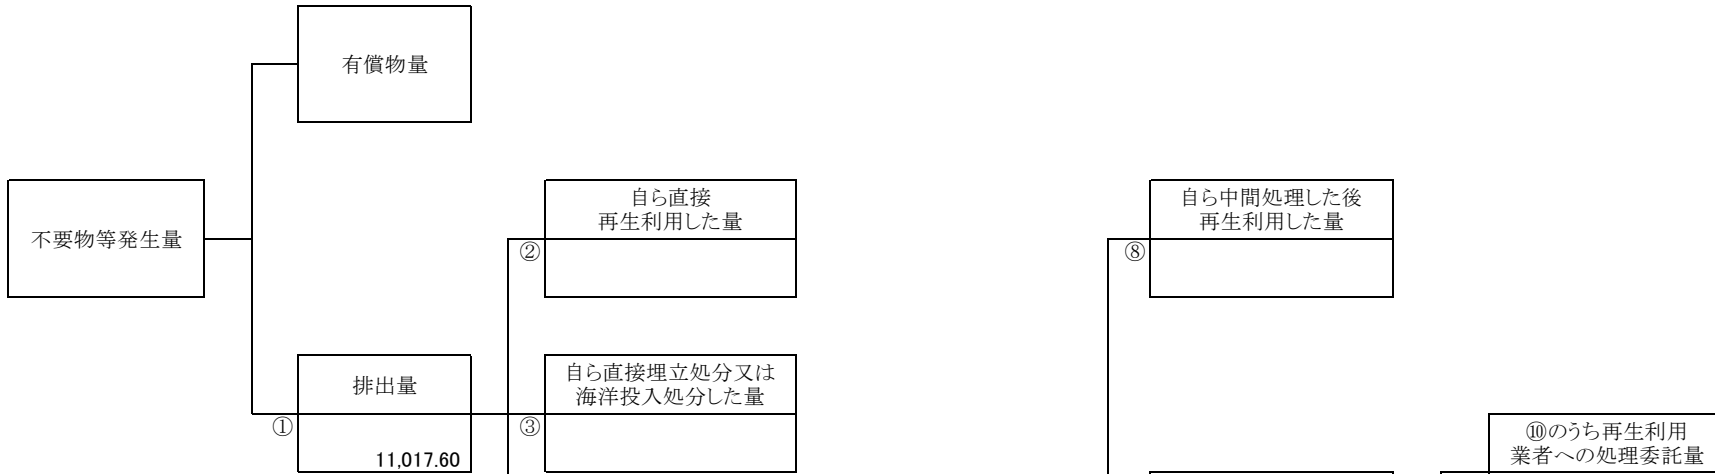 有償物量
不要物等発生量
自ら直接
再生利用した量
②
自ら中間処理した後
再生利用した量
⑧
排出量
①
11,017.60
自ら直接埋立処分又は
海洋投入処分した量
③
⑩のうち再生利用
業者への処理委託量